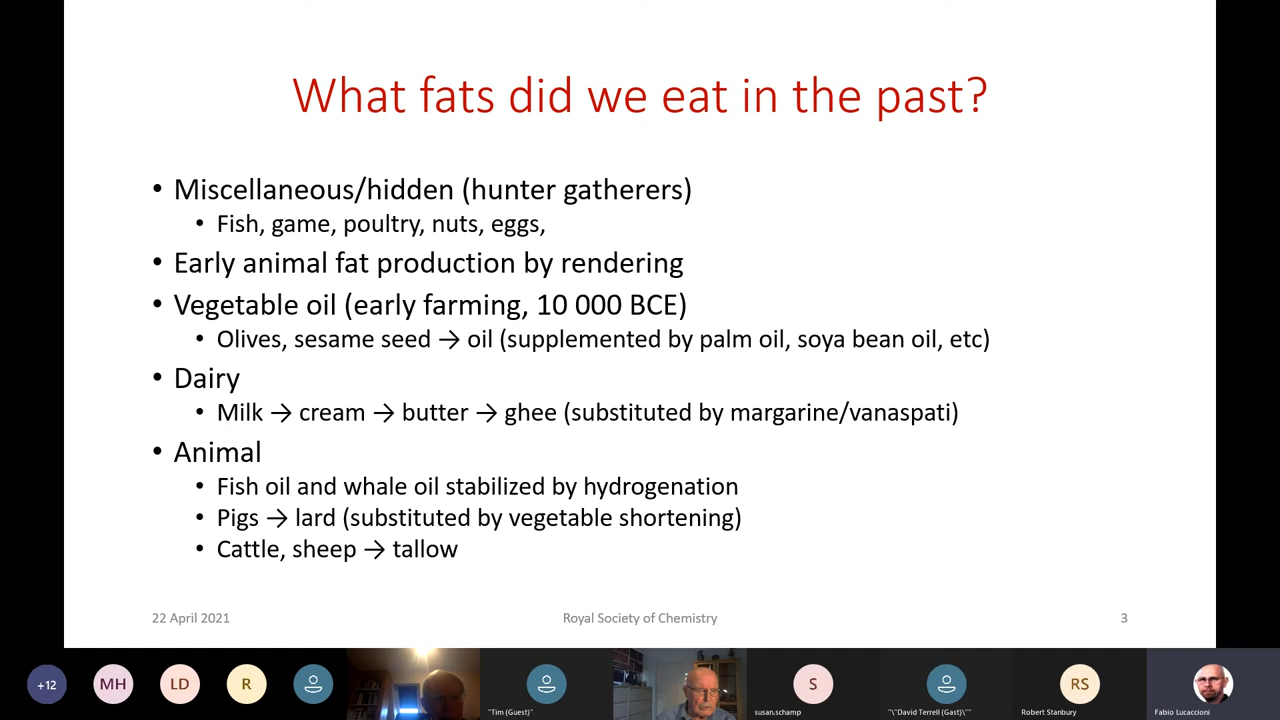 What fats did we eat in the past?
• Miscellaneous/hidden (hunter gatherers)
• Fish, game, poultry, nuts, eggs,
• Early animal fat production by rendering
• Vegetable oil (early farming, 10 000 BCE)
• Olives, sesame seed → oil (supplemented by palm oil, soya bean oil, etc)
• Dairy
• Milk → cream → butter → ghee (substituted by margarine/vanaspati)
• Animal
• Fish oil and whale oil stabilized by hydrogenation
• Pigs → lard (substituted by vegetable shortening)
• Cattle, sheep → tallow
22 April 2021 Royal Society of Chemistry 3
+12 MH LD R S RS
"Tim (Guest)" susan.schamp "\"David Terrell (Gast)\"" Robert Stanbury Fabio Lucaccioni